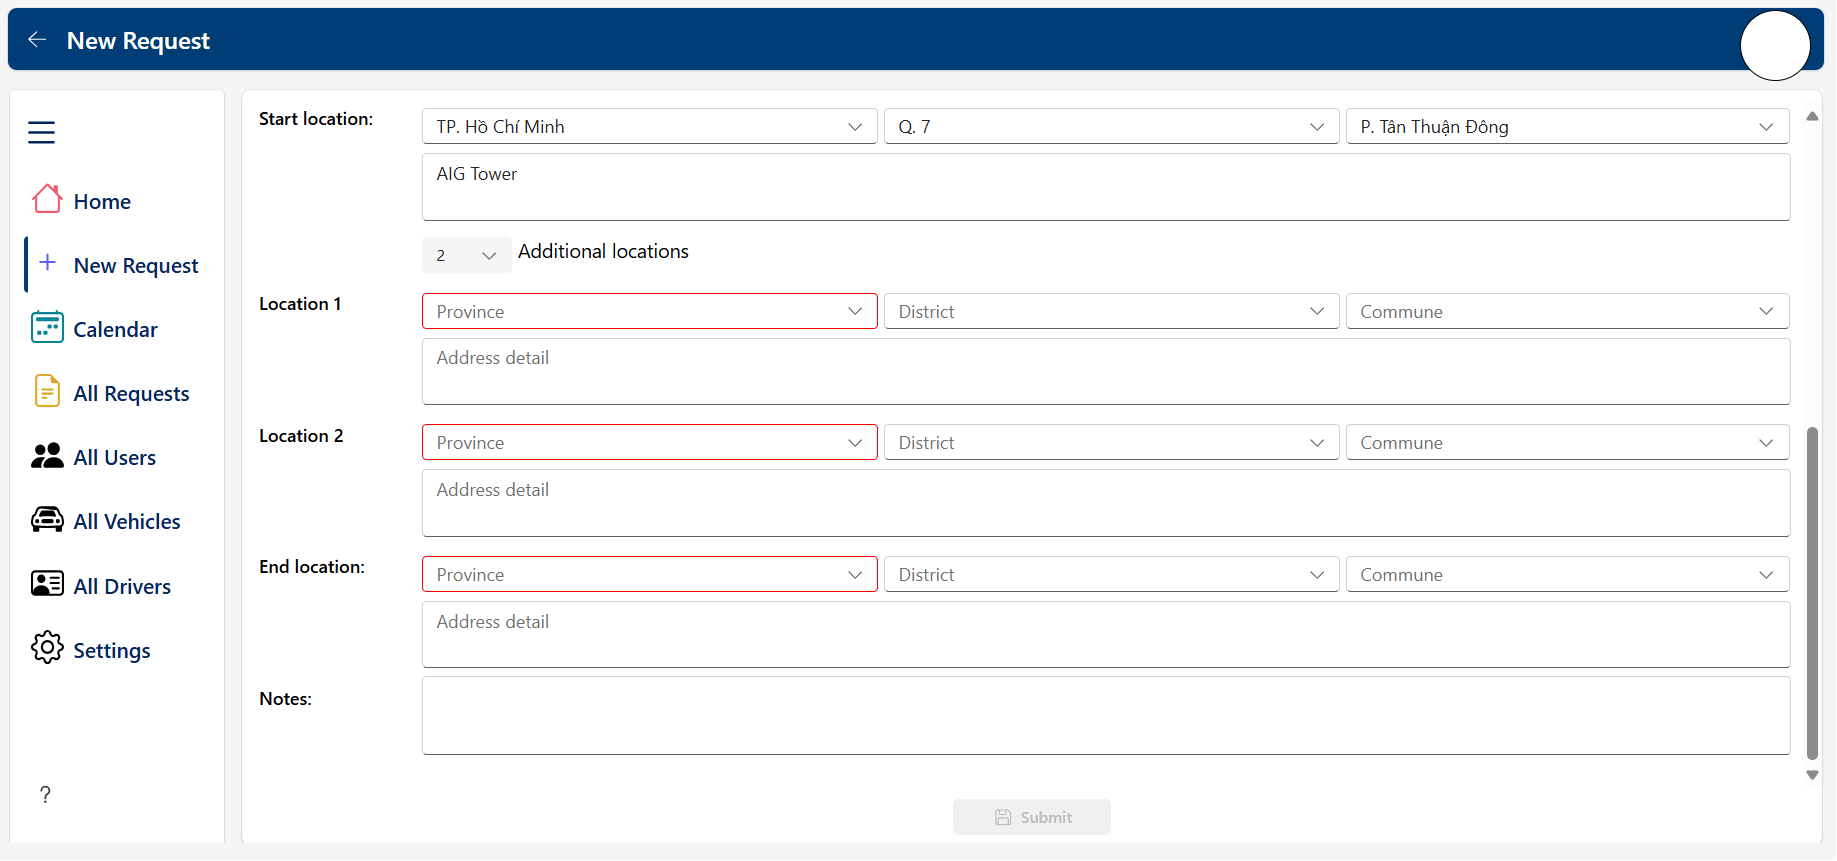 New Request
Home
New Request
Calendar
All Requests
All Users
All Vehicles
All Drivers
Settings
?
Start location:
TP. Hồ Chí Minh
Q. 7
P. Tân Thuận Đông
AIG Tower
2
Additional locations
Location 1
Province
District
Commune
Address detail
Location 2
Province
District
Commune
Address detail
End location:
Province
District
Commune
Address detail
Notes:
Submit